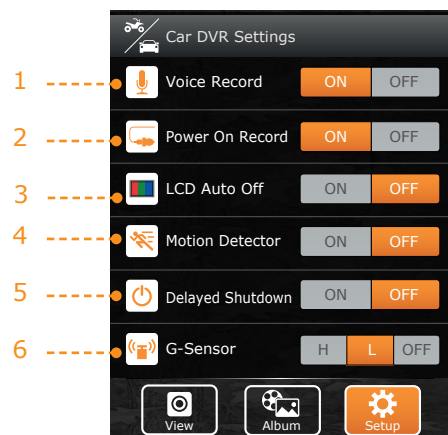 Car DVR Settings
1 Voice Record ON OFF
2 Power On Record ON OFF
3 LCD Auto Off ON OFF
4 Motion Detector ON OFF
5 Delayed Shutdown ON OFF
6 G-Sensor H L OFF
View Album Setup